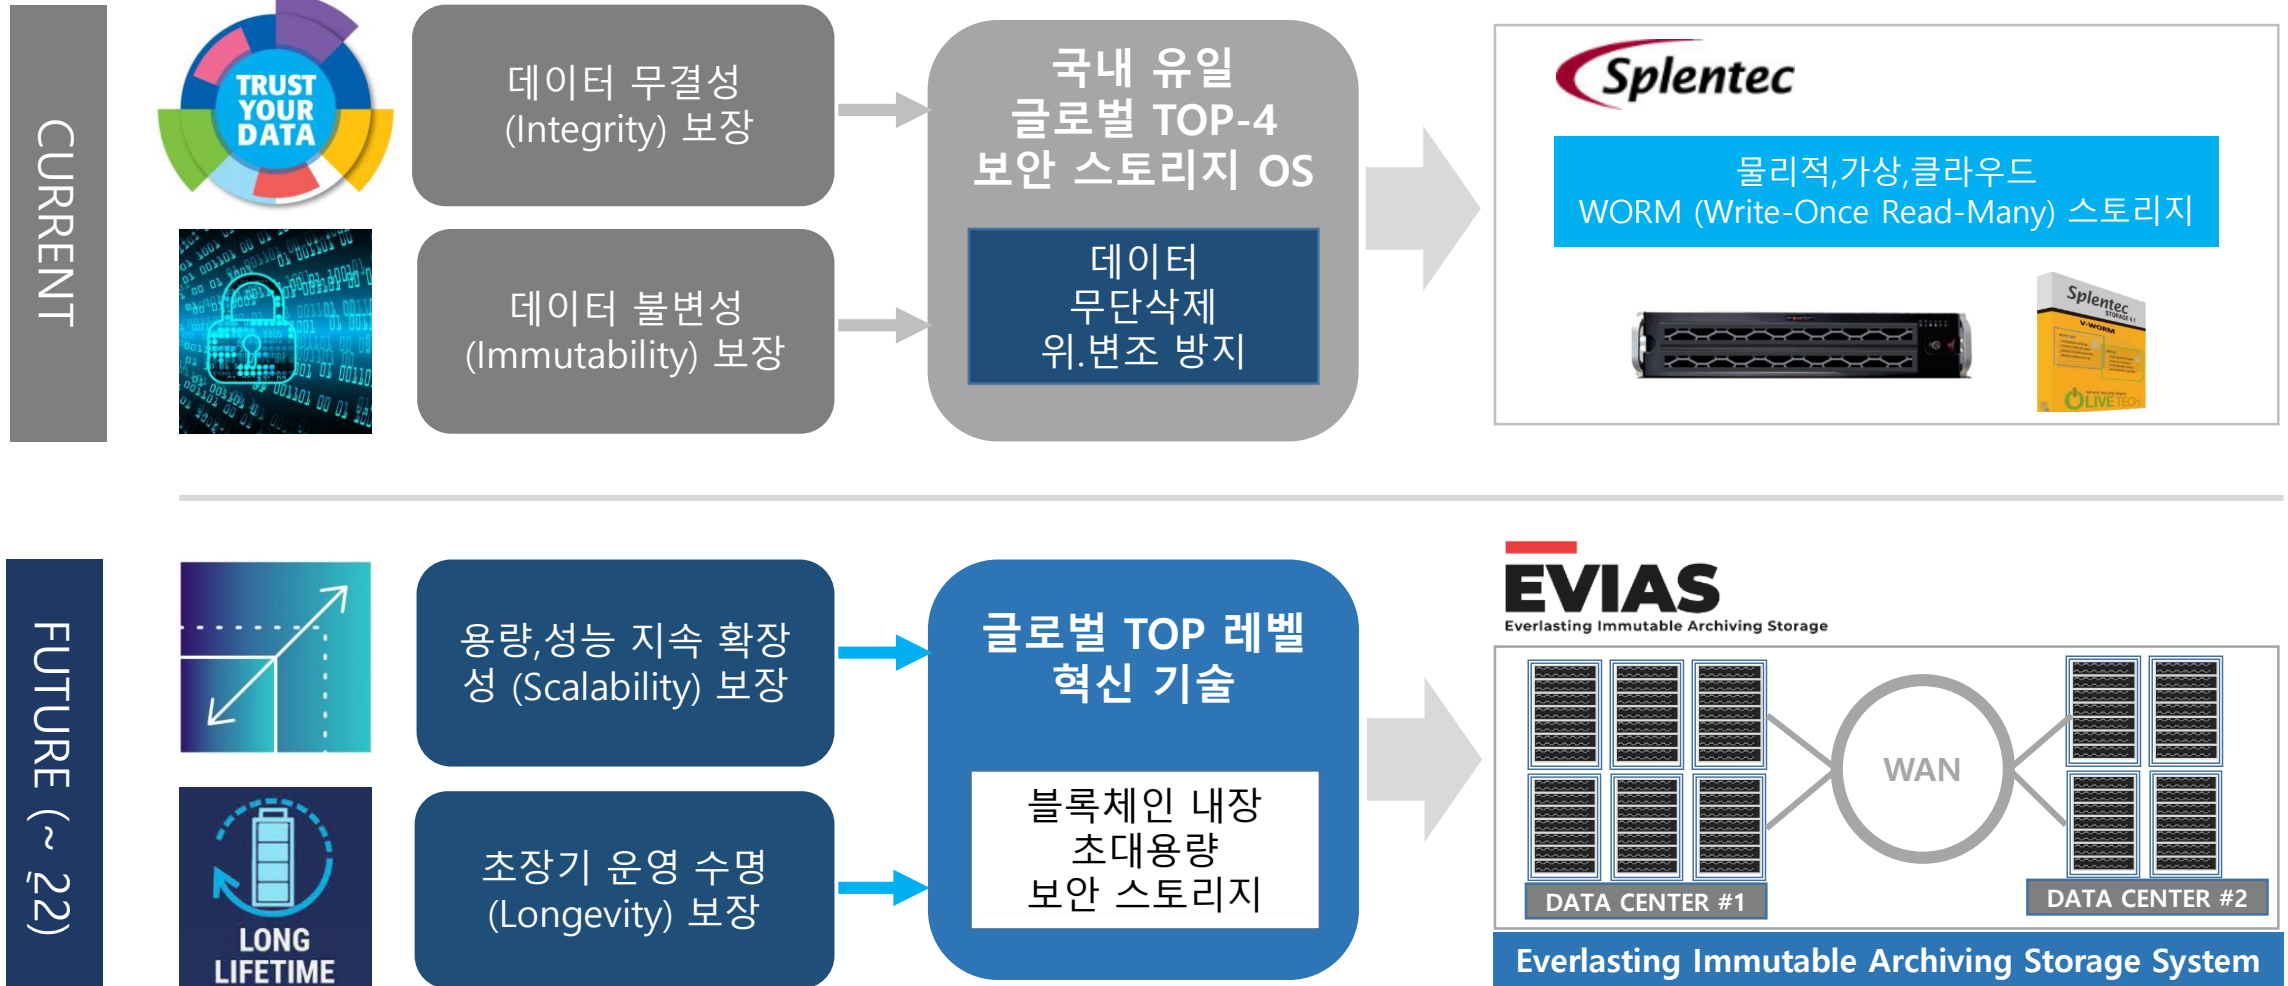 CURRENT
TRUST
YOUR
DATA
데이터 무결성
(Integrity) 보장
데이터 불변성
(Immutability) 보장
국내 유일
글로벌 TOP-4
보안 스토리지 OS
데이터
무단삭제
위.변조 방지
Splentec
물리적,가상,클라우드
WORM (Write-Once Read-Many) 스토리지
Splentec
STORAGE 4.1
V-WORM
OLIVETECH
FUTURE (~ '22)
LONG
LIFETIME
용량,성능 지속 확장
성 (Scalability) 보장
초장기 운영 수명
(Longevity) 보장
글로벌 TOP 레벨
혁신 기술
블록체인 내장
초대용량
보안 스토리지
EVIAS
Everlasting Immutable Archiving Storage
WAN
DATA CENTER #1
DATA CENTER #2
Everlasting Immutable Archiving Storage System